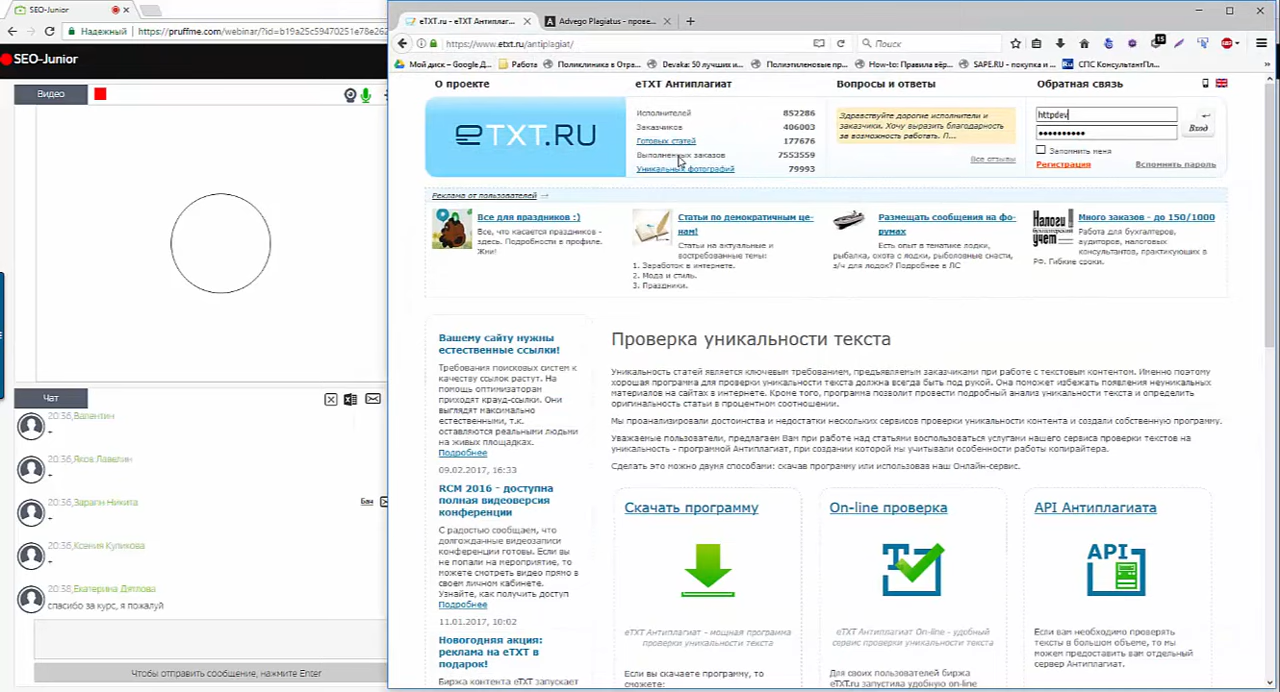 SEO-Junior
Надежный
https://pruffme.com/webinar/?id=b19a25c59470251e78e262
SEO-Junior
Видео
Чат
20:36,Валентин
20:36,Яков Лавелин
20:36,Зарагн Никита
Бан
20:36,Ксения Куликова
20:38,Екатерина Дятлова
спасибо за курс, я пожалуй
Чтобы отправить сообщение, нажмите Enter
eTXT.ru - eTXT Антиплаг...
Advego Plagiatus - прове...
https://www.etxt.ru/antiplagiat/
Поиск
15
Мой диск – Google Д...
Работа
Поликлиника в Отра...
Devaka: 50 лучших и...
Полиэтиленовые пр...
How-to: Правила вёр...
SAPE.RU - покупка и ...
СПС КонсультантПл...
О проекте
eTXT Антиплагиат
Вопросы и ответы
Обратная связь
eTXT.RU
Исполнителей 852286
Заказчиков 406003
Готовых статей 177676
Выполненных заказов 7553559
Уникальных фотографий 79993
Здравствуйте дорогие исполнители и
заказчики. Хочу выразить благодарность
за возможность работать. П...
Все отзывы
httpdev
Вход
Запомнить меня
Регистрация
Вспомнить пароль
Реклама от пользователей →
Все для праздников :)
Все, что касается праздников -
здесь. Подробности в профиле.
Жми!
Статьи по демократичным це-
нам!
Статьи на актуальные и
востребованные темы:
1. Заработок в интернете.
2. Мода и стиль.
3. Праздники.
Размещать сообщения на фо-
румах
Есть опыт в тематике лодки,
рыбалка, охота с лодки, рыболовные снасти,
з/ч для лодок? Подробнее в ЛС
Налоги
бухгалтерский
учет
Много заказов - до 150/1000
Работа для бухгалтеров,
аудиторов, налоговых
консультантов, практикующих в
РФ. Гибкие сроки.
Вашему сайту нужны
естественные ссылки!
Требования поисковых систем к
качеству ссылок растут. На
помощь оптимизаторам
приходят крауд-ссылки. Они
выглядят максимально
естественными, т.к.
оставляются реальными людьми
на живых площадках.
Подробнее
09.02.2017, 16:33
RCM 2016 - доступна
полная видеоверсия
конференции
С радостью сообщаем, что
долгожданные видеозаписи
конференции готовы. Если вы
не попали на мероприятие, то
можете смотреть видео прямо в
своем личном кабинете.
Узнайте, как получить доступ
Подробнее
11.01.2017, 10:02
Новогодняя акция:
реклама на eTXT в
подарок!
Биржа контента eTXT запускает
Проверка уникальности текста
Уникальность статей является ключевым требованием, предъявляемым заказчиками при работе с текстовым контентом. Именно поэтому
хорошая программа для проверки уникальности текста должна всегда быть под рукой. Она поможет избежать появления неуникальных
материалов на сайтах в интернете. Кроме того, программа позволит провести подробный анализ уникальности текста и определить
оригинальность статьи в процентном соотношении.
Мы проанализировали достоинства и недостатки нескольких сервисов проверки уникальности контента и создали собственную программу.
Уважаемые пользователи, предлагаем Вам при работе над статьями воспользоваться услугами нашего сервиса проверки текстов на
уникальность - программой Антиплагиат, при создании которой мы учитывали особенности работы копирайтера.
Сделать это можно двумя способами: скачав программу или использовав наш Онлайн-сервис.
Скачать программу
eTXT Антиплагиат - мощная программа
проверки уникальности текста
Если вы скачаете программу, то
сможете:
On-line проверка
eTXT Антиплагиат On-line - удобный
сервис проверки уникальности текста
Для своих пользователей биржа
eTXT.ru запустила удобную on-line
API Антиплагиата
API
Если вам необходимо проверять
тексты в большом объеме, то мы
можем предоставить вам отдельный
сервер Антиплагиат.